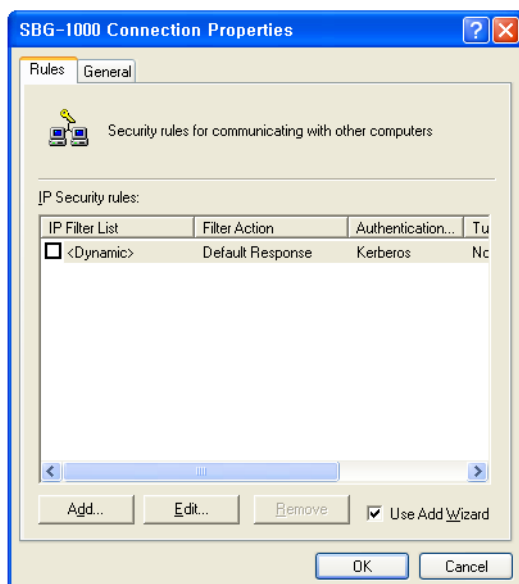 SBG-1000 Connection Properties
Rules
General
Security rules for communicating with other computers
IP Security rules:
IP Filter List Filter Action Authentication... Tu
<Dynamic> Default Response Kerberos Nc
Add... Edit... Remove Use Add Wizard
OK Cancel